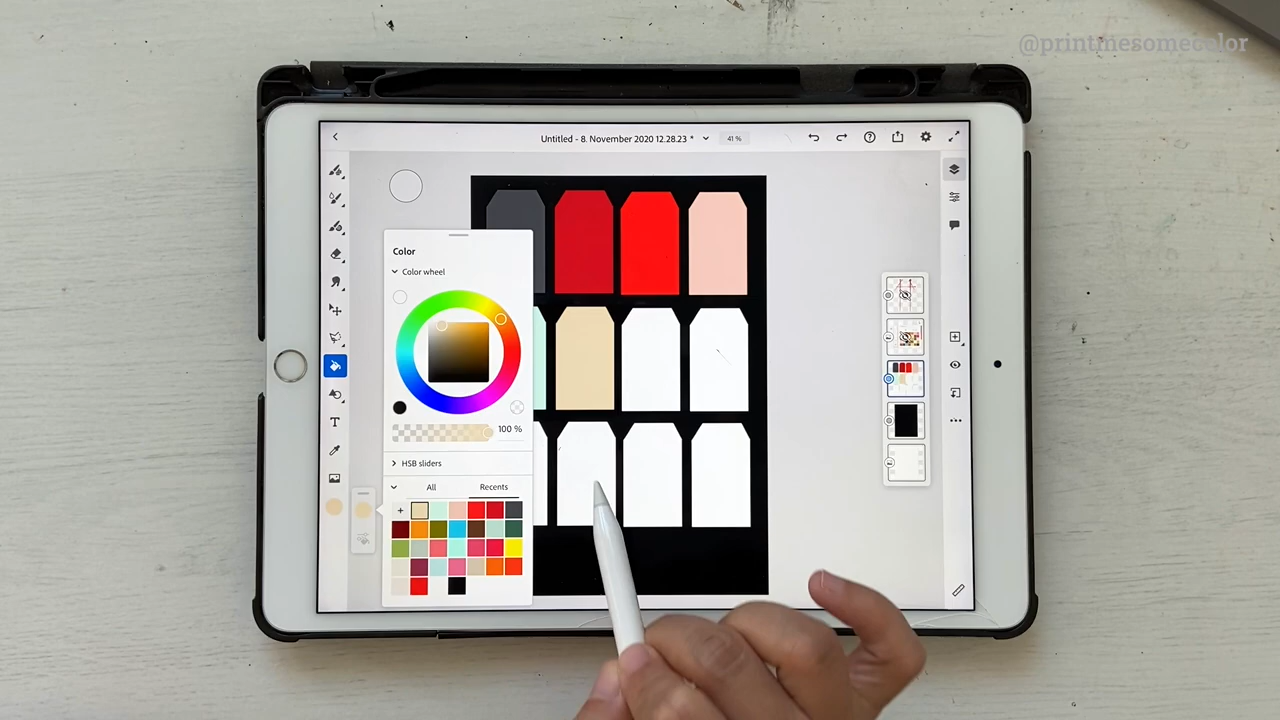 @printmesomecolor
Untitled - 8. November 2020 12.28.23 *
41 %
Color
Color wheel
100 %
HSB sliders
All
Recents
T